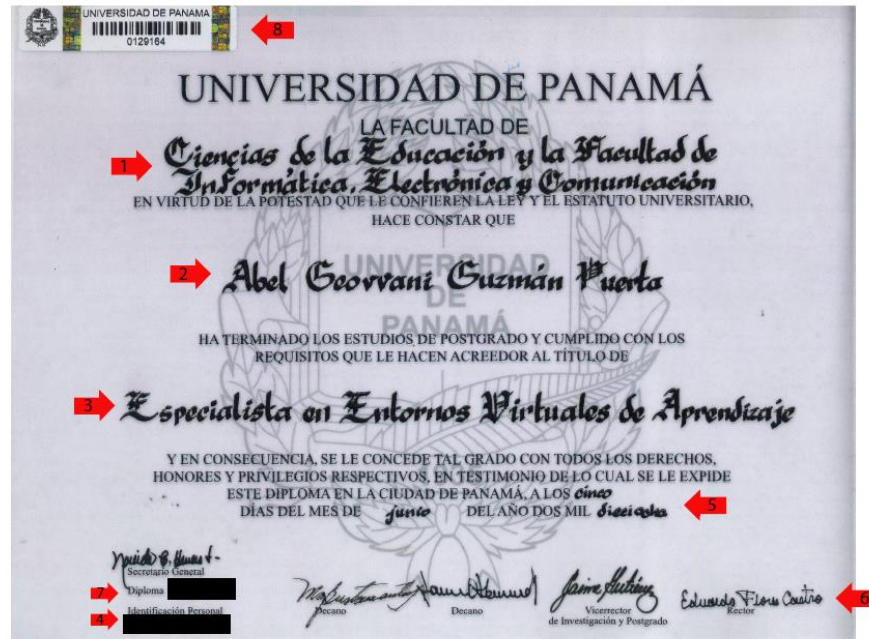 UNIVERSIDAD DE PANAMA
0129164
8
UNIVERSIDAD DE PANAMÁ
LA FACULTAD DE
1
Ciencias de la Educación y la Facultad de
Informática, Electrónica y Comunicación
EN VIRTUD DE LA POTESTAD QUE LE CONFIEREN LA LEY Y EL ESTATUTO UNIVERSITARIO,
HACE CONSTAR QUE
UNIVERSIDAD
DE
PANAMÁ
2
Abel Geovvani Guzmán Puerta
HA TERMINADO LOS ESTUDIOS DE POSTGRADO Y CUMPLIDO CON LOS
REQUISITOS QUE LE HACEN ACREEDOR AL TÍTULO DE
3
Especialista en Entornos Virtuales de Aprendizaje
Y EN CONSECUENCIA, SE LE CONCEDE TAL GRADO CON TODOS LOS DERECHOS,
HONORES Y PRIVILEGIOS RESPECTIVOS, EN TESTIMONIO DE LO CUAL SE LE EXPIDE
ESTE DIPLOMA EN LA CIUDAD DE PANAMÁ, A LOS cinco
DÍAS DEL MES DE junio DEL AÑO DOS MIL dieciocho
5
Secretario General
7
Diploma
Identificación Personal
4
Decano
Decano
Jaime Gutiérrez
Vicerrector
de Investigación y Postgrado
Eduardo Flores Castro
Rector
6